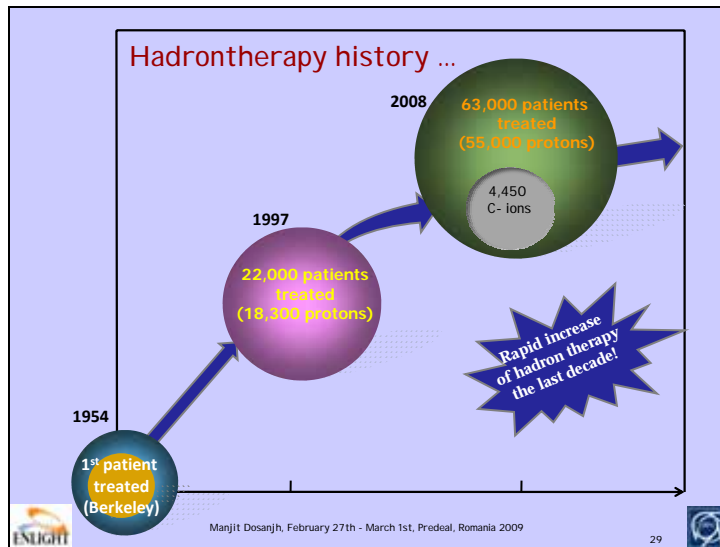 Hadrontherapy history ...
2008
63,000 patients
treated
(55,000 protons)
4,450
C- ions
1997
22,000 patients
treated
(18,300 protons)
Rapid increase
of hadron therapy
the last decade!
1954
1st patient
treated
(Berkeley)
ENLIGHT
Manjit Dosanjh, February 27th - March 1st, Predeal, Romania 2009
29